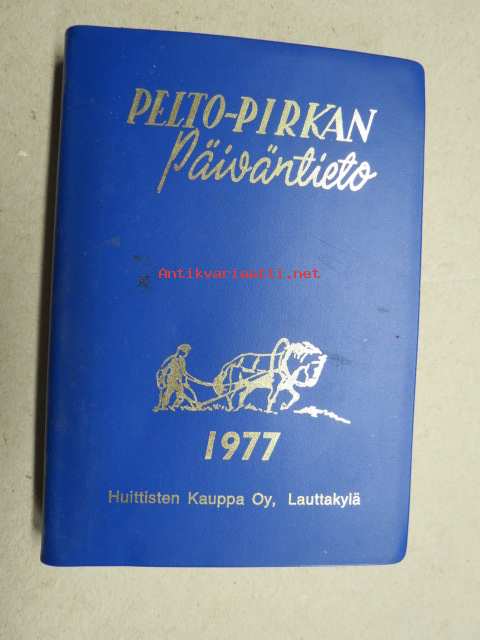 PELTO-PIRKAN
Päiväntieto
Antikvariaatti.net
1977
Huittisten Kauppa Oy, Lauttakylä